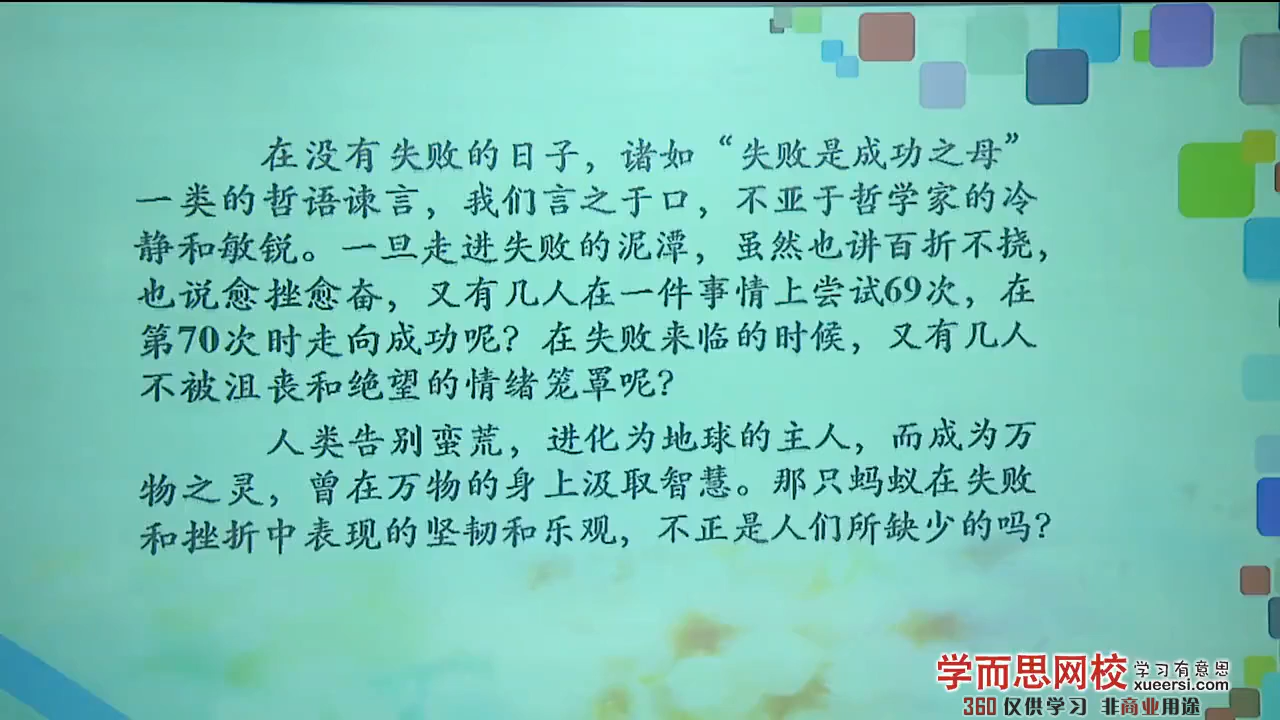 在没有失败的日子，诸如“失败是成功之母”
一类的哲语谏言，我们言之于口，不亚于哲学家的冷
静和敏锐。一旦走进失败的泥潭，虽然也讲百折不挠，
也说愈挫愈奋，又有几人在一件事情上尝试69次，在
第70次时走向成功呢？在失败来临的时候，又有几人
不被沮丧和绝望的情绪笼罩呢？
人类告别蛮荒，进化为地球的主人，而成为万
物之灵，曾在万物的身上汲取智慧。那只蚂蚁在失败
和挫折中表现的坚韧和乐观，不正是人们所缺少的吗？
学而思网校 学习有意思
xueersi.com
360 仅供学习 非商业用途